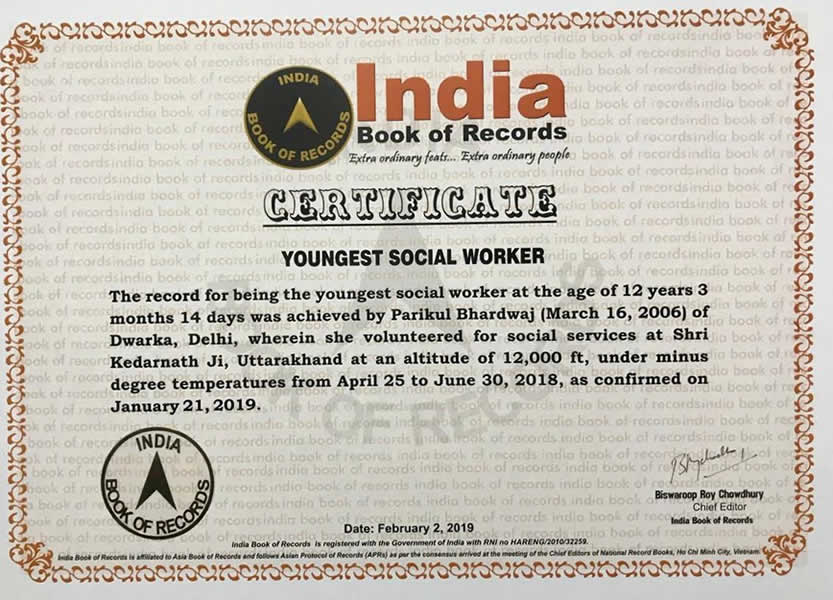 INDIA
BOOK OF RECORDS
India
Book of Records
Extra ordinary feats... Extra ordinary people
CERTIFICATE
YOUNGEST SOCIAL WORKER
The record for being the youngest social worker at the age of 12 years 3
months 14 days was achieved by Parikul Bhardwaj (March 16, 2006) of
Dwarka, Delhi, wherein she volunteered for social services at Shri
Kedarnath Ji, Uttarakhand at an altitude of 12,000 ft, under minus
degree temperatures from April 25 to June 30, 2018, as confirmed on
January 21, 2019.
INDIA
BOOK OF RECORDS
Biswaroop Roy Chowdhury
Chief Editor
India Book of Records
Date: February 2, 2019
India Book of Records is registered with the Government of India with RNI no HARENG/2010/32259.
India Book of Records is affiliated to Asia Book of Records and follows Asian Protocol of Records (APRs) as per the consensus arrived at the meeting of the Chief Editors of National Record Books, Ho Chi Minh City, Vietnam.